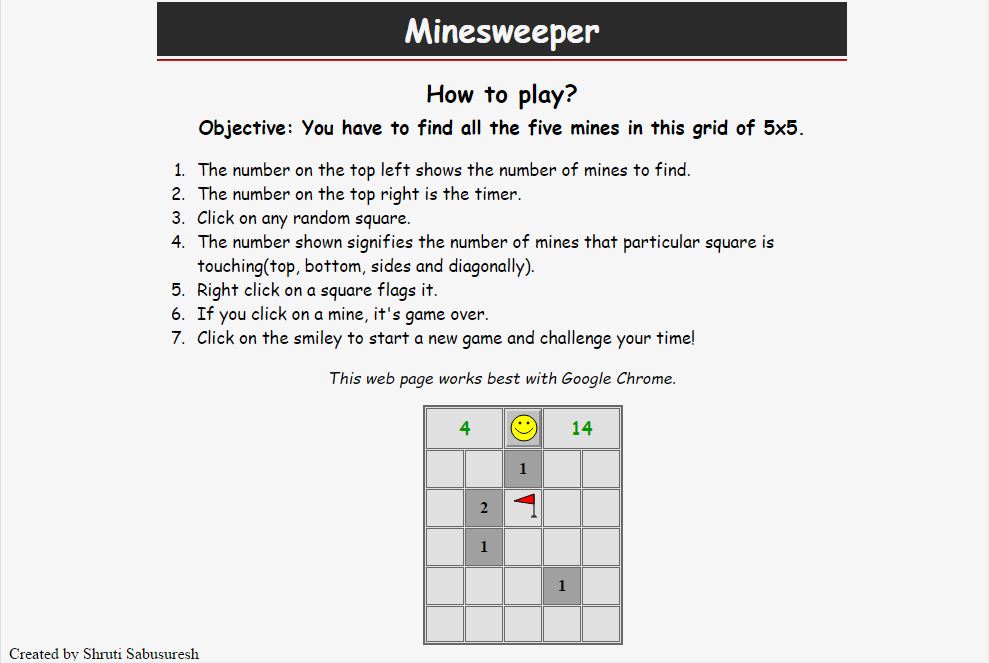 Minesweeper
How to play?
Objective: You have to find all the five mines in this grid of 5x5.
1. The number on the top left shows the number of mines to find.
2. The number on the top right is the timer.
3. Click on any random square.
4. The number shown signifies the number of mines that particular square is
touching(top, bottom, sides and diagonally).
5. Right click on a square flags it.
6. If you click on a mine, it's game over.
7. Click on the smiley to start a new game and challenge your time!
This web page works best with Google Chrome.
4 14
1
2
1
1
Created by Shruti Sabusuresh